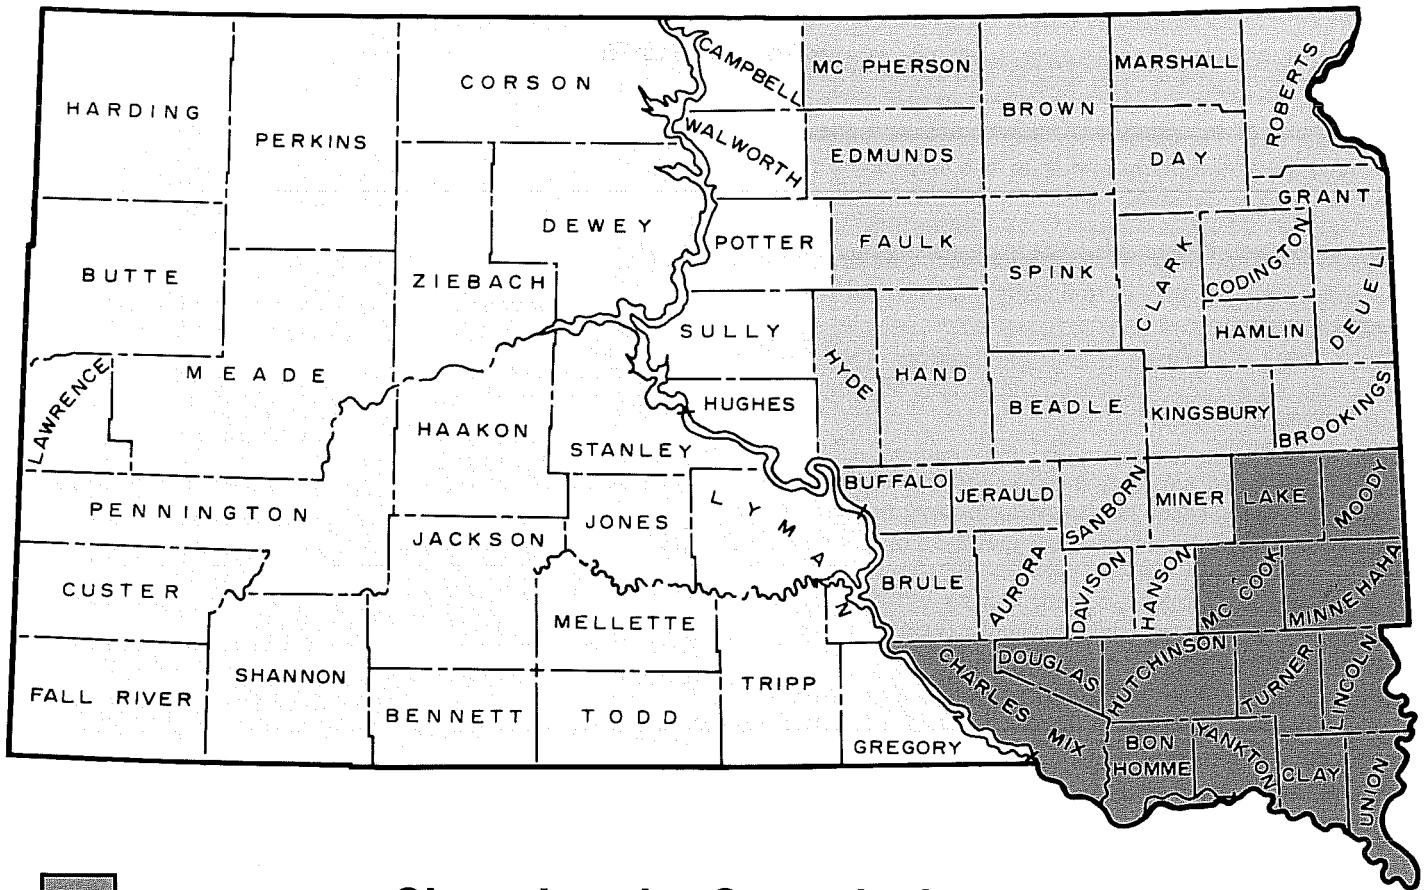 HARDING
PERKINS
CORSON
CAMPBELL
MC PHERSON
BROWN
MARSHALL
ROBERTS
WALWORTH
EDMUNDS
DAY
GRANT
BUTTE
ZIEBACH
DEWEY
POTTER
FAULK
SPINK
CLARK
CODINGTON
DEUEL
HAMLIN
SULLY
HYDE
HAND
LAWRENCE
MEADE
HAAKON
STANLEY
HUGHES
BEADLE
KINGSBURY
BROOKINGS
PENNINGTON
JACKSON
JONES
LYMAN
BUFFALO
JERAULD
SANBORN
MINER
LAKE
MOODY
CUSTER
MELLETTE
BRULE
AURORA
DAVISON
HANSON
MC COOK
MINNEHAHA
FALL RIVER
SHANNON
BENNETT
TODD
TRIPP
GREGORY
CHARLES MIX
DOUGLAS
HUTCHINSON
TURNER
LINCOLN
BON
HOMME
YANKTON
CLAY
UNION